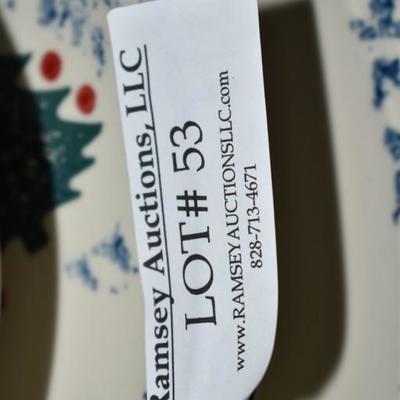 Ramsey Auctions, LLC
LOT# 53
www.RAMSEYAUCTIONSLLC.com
828-713-4671